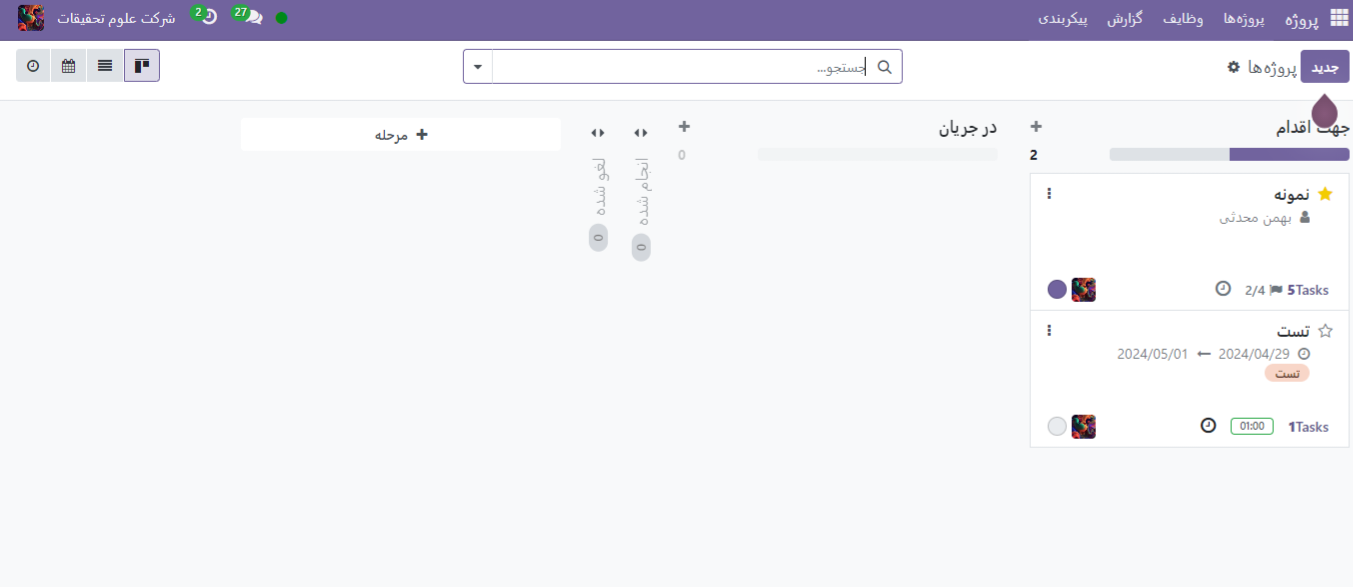 پروژه پروژه‌ها وظایف گزارش پیکربندی
27 2 شرکت علوم تحقیقات
جدید پروژه‌ها
جستجو...
جهت اقدام
2
نمونه
بهمن محدثی
5Tasks 2/4
تست
2024/04/29 2024/05/01
تست
1Tasks 01:00
در جریان
0
انجام شده
0
لغو شده
0
مرحله